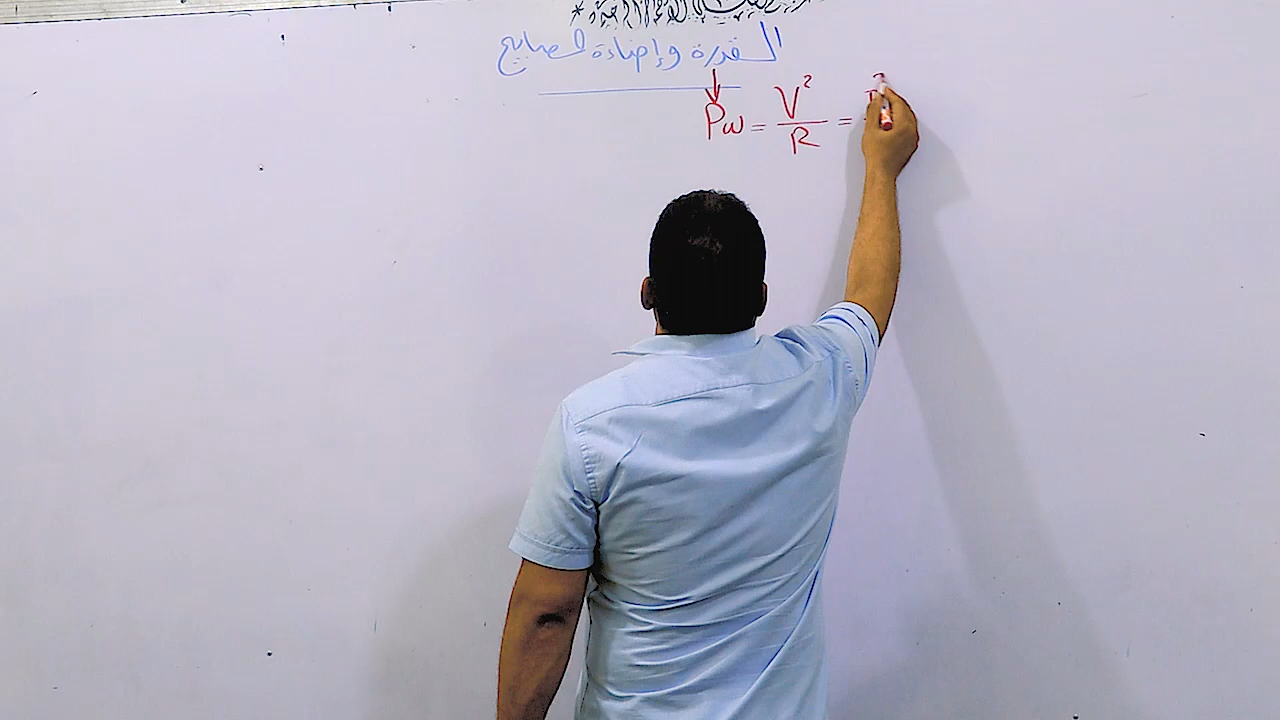 القدرة وإضاءة المصابيح
Pw = V² / R =